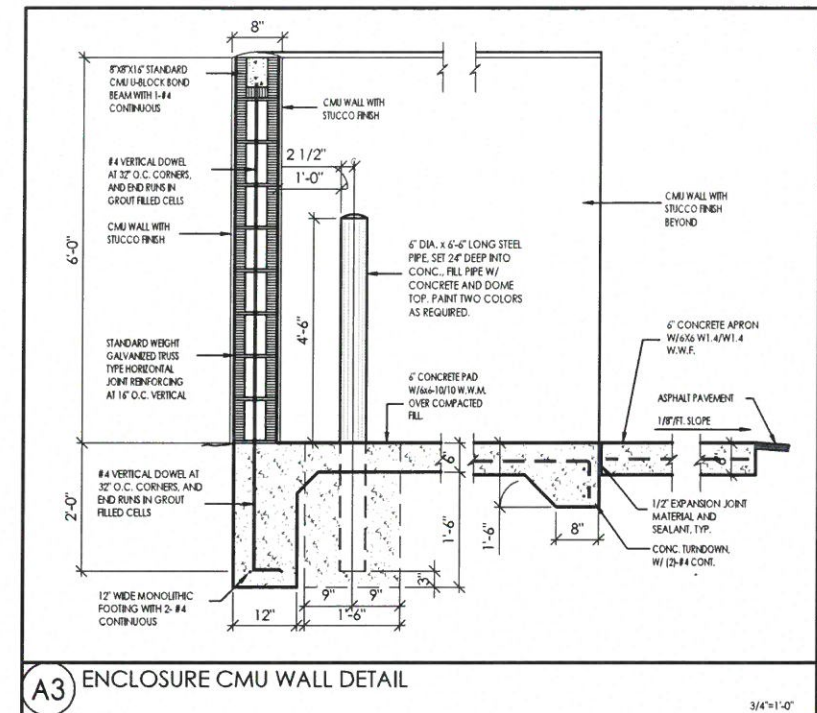 8"
8"X8"X16" STANDARD
CMU U-BLOCK BOND
BEAM WITH 1-#4
CONTINUOUS
CMU WALL WITH
STUCCO FINISH
2 1/2"
1'-0"
#4 VERTICAL DOWEL
AT 32" O.C. CORNERS,
AND END RUNS IN
GROUT FILLED CELLS
CMU WALL WITH
STUCCO FINISH
6'-0"
CMU WALL WITH
STUCCO FINISH
BEYOND
6" DIA. x 6'-6" LONG STEEL
PIPE, SET 24" DEEP INTO
CONC., FILL PIPE W/
CONCRETE AND DOME
TOP. PAINT TWO COLORS
AS REQUIRED.
4'-6"
STANDARD WEIGHT
GALVANIZED TRUSS
TYPE HORIZONTAL
JOINT REINFORCING
AT 16" O.C. VERTICAL
6" CONCRETE PAD
W/6x6-10/10 W.W.M.
OVER COMPACTED
FILL.
6" CONCRETE APRON
W/6X6 W1.4/W1.4
W.W.F.
ASPHALT PAVEMENT
1/8"/FT. SLOPE
#4 VERTICAL DOWEL AT
32" O.C. CORNERS, AND
END RUNS IN GROUT
FILLED CELLS
2'-0"
6"
6"
1'-6"
1'-6"
8"
3"
1/2" EXPANSION JOINT
MATERIAL AND
SEALANT, TYP.
CONC. TURNDOWN,
W/ (2)-#4 CONT.
12" WIDE MONOLITHIC
FOOTING WITH 2- #4
CONTINUOUS
12"
9" 9"
1'-6"
A3 ENCLOSURE CMU WALL DETAIL
3/4"=1'-0"